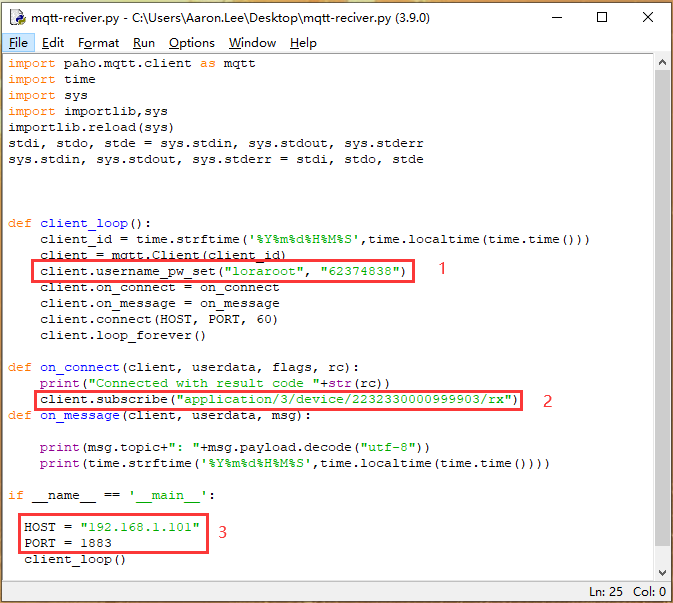 mqtt-reciver.py - C:\Users\Aaron.Lee\Desktop\mqtt-reciver.py (3.9.0)
File Edit Format Run Options Window Help
import paho.mqtt.client as mqtt
import time
import sys
import importlib,sys
importlib.reload(sys)
stdi, stdo, stde = sys.stdin, sys.stdout, sys.stderr
sys.stdin, sys.stdout, sys.stderr = stdi, stdo, stde
def client_loop():
    client_id = time.strftime('%Y%m%d%H%M%S',time.localtime(time.time()))
    client = mqtt.Client(client_id)
    client.username_pw_set("loraroot", "62374838") 1
    client.on_connect = on_connect
    client.on_message = on_message
    client.connect(HOST, PORT, 60)
    client.loop_forever()
def on_connect(client, userdata, flags, rc):
    print("Connected with result code "+str(rc))
    client.subscribe("application/3/device/2232330000999903/rx") 2
def on_message(client, userdata, msg):
    print(msg.topic+": "+msg.payload.decode("utf-8"))
    print(time.strftime('%Y%m%d%H%M%S',time.localtime(time.time())))
if __name__ == '__main__':
  HOST = "192.168.1.101" 3
  PORT = 1883
  client_loop()
Ln: 25 Col: 0